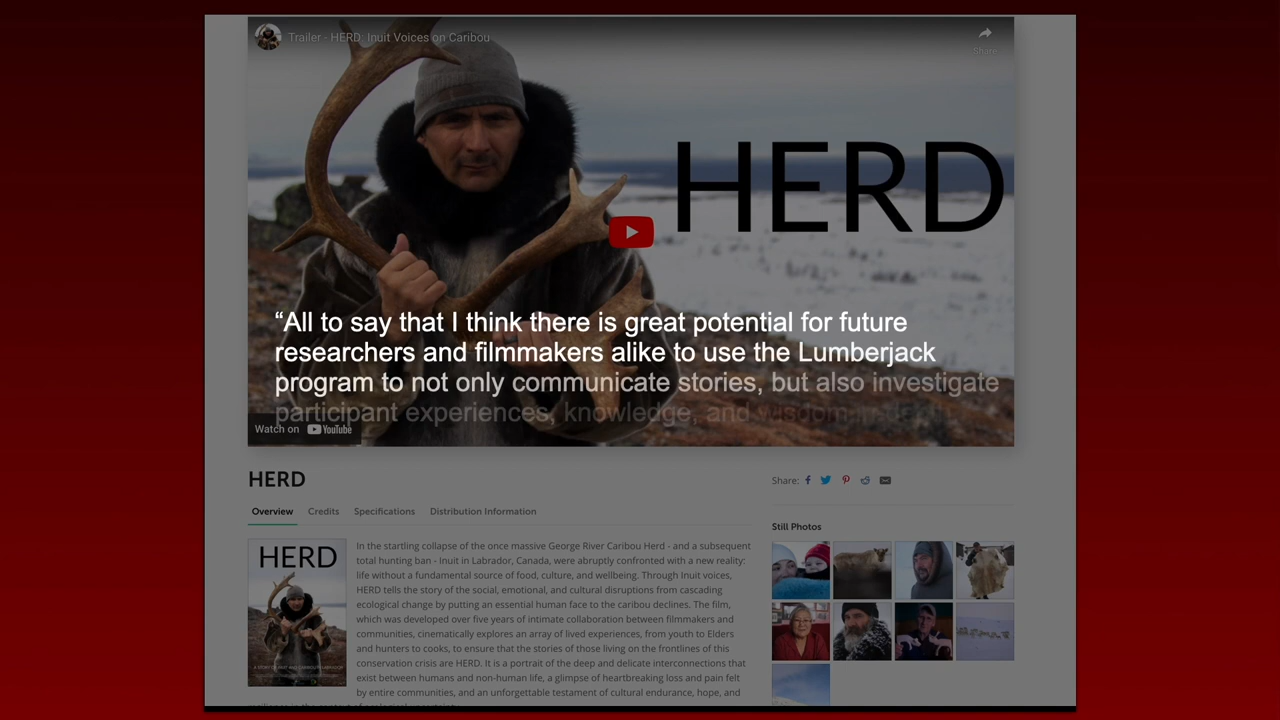 Trailer - HERD: Inuit Voices on Caribou
Share
HERD
“All to say that I think there is great potential for future
researchers and filmmakers alike to use the Lumberjack
program to not only communicate stories, but also investigate
participant experiences, knowledge, and wisdom
Watch on YouTube
HERD
Share:
Overview Credits Specifications Distribution Information
Still Photos
HERD
In the startling collapse of the once massive George River Caribou Herd - and a subsequent
total hunting ban - Inuit in Labrador, Canada, were abruptly confronted with a new reality:
life without a fundamental source of food, culture, and wellbeing. Through Inuit voices,
HERD tells the story of the social, emotional, and cultural disruptions from cascading
ecological change by putting an essential human face to the caribou declines. The film,
which was developed over five years of intimate collaboration between filmmakers and
communities, cinematically explores an array of lived experiences, from youth to Elders
and hunters to cooks, to ensure that the stories of those living on the frontlines of this
conservation crisis are HERD. It is a portrait of the deep and delicate interconnections that
exist between humans and non-human life, a glimpse of heartbreaking loss and pain felt
by entire communities, and an unforgettable testament of cultural endurance, hope, and